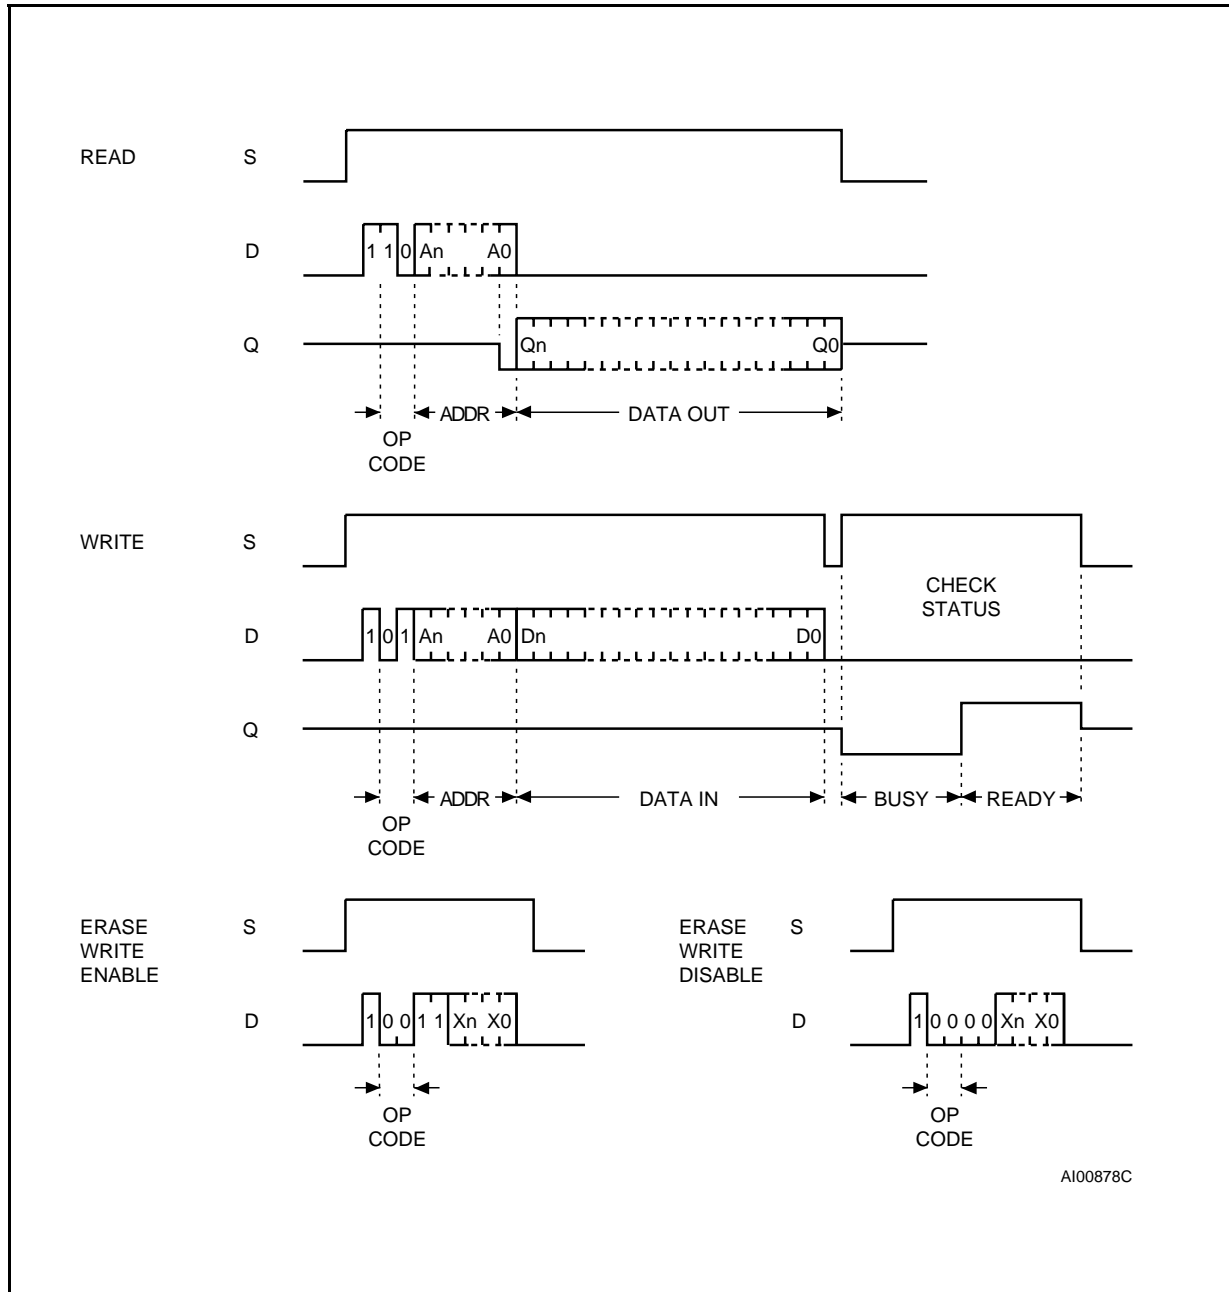 READ S
D 1 1 0 An A0
Q Qn Q0
ADDR DATA OUT
OP
CODE
WRITE S
CHECK
STATUS
D 1 0 1 An A0 Dn D0
Q
ADDR DATA IN BUSY READY
OP
CODE
ERASE
WRITE
ENABLE
S
D 1 0 0 1 1 Xn X0
OP
CODE
ERASE
WRITE
DISABLE
S
D 1 0 0 0 0 Xn X0
OP
CODE
AI00878C